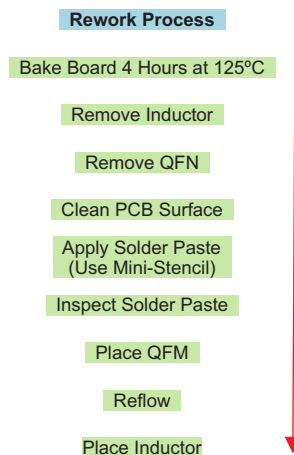 Rework Process
Bake Board 4 Hours at 125ºC
Remove Inductor
Remove QFN
Clean PCB Surface
Apply Solder Paste
(Use Mini-Stencil)
Inspect Solder Paste
Place QFM
Reflow
Place Inductor